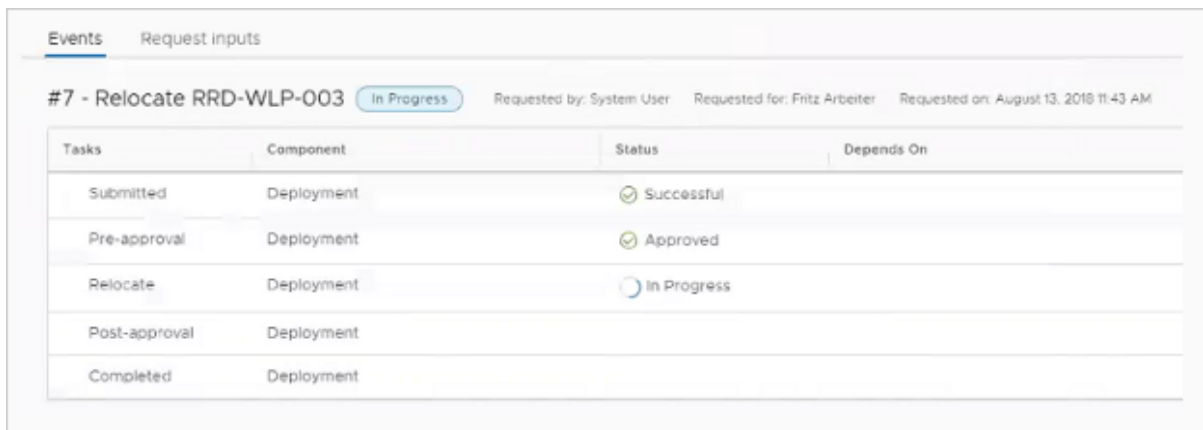 Events Request inputs
#7 - Relocate RRD-WLP-003 In Progress Requested by: System User Requested for: Fritz Arbeiter Requested on: August 13, 2018 11:43 AM
Tasks Component Status Depends On
Submitted Deployment Successful
Pre-approval Deployment Approved
Relocate Deployment In Progress
Post-approval Deployment
Completed Deployment